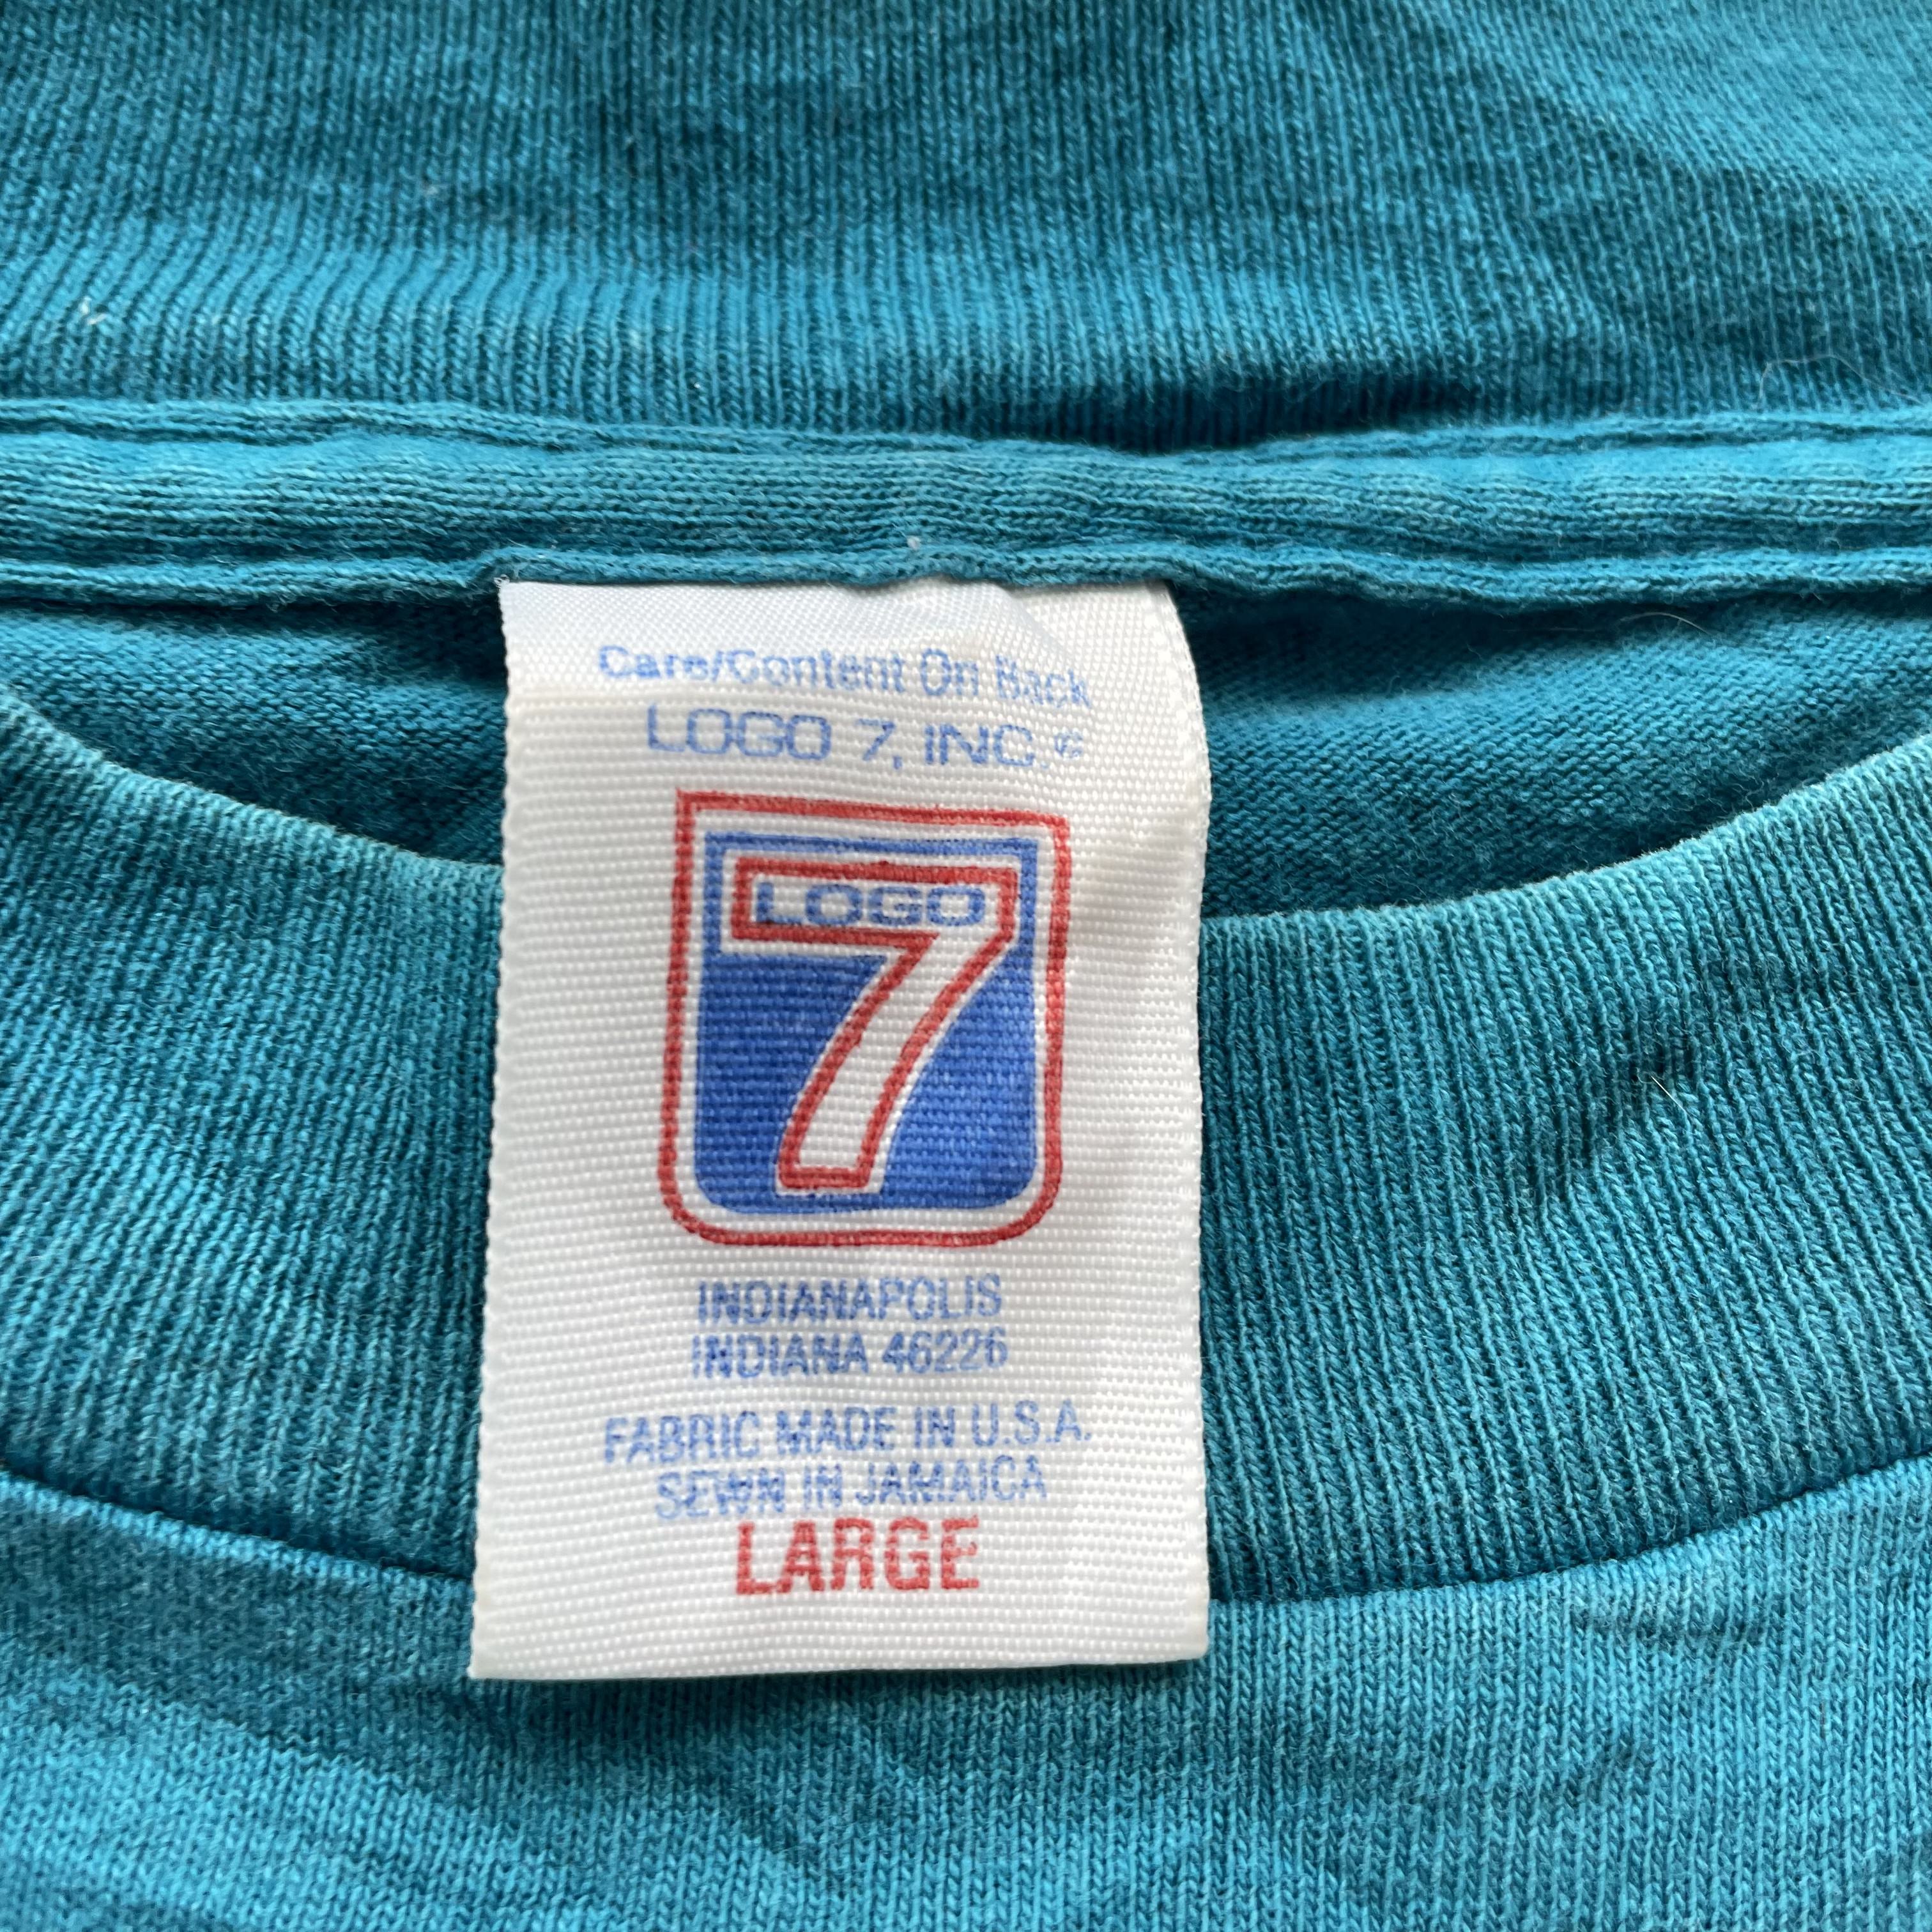 Care/Content On Back
LOGO 7, INC.©
LOGO
7
INDIANAPOLIS
INDIANA 46226
FABRIC MADE IN U.S.A.
SEWN IN JAMAICA
LARGE